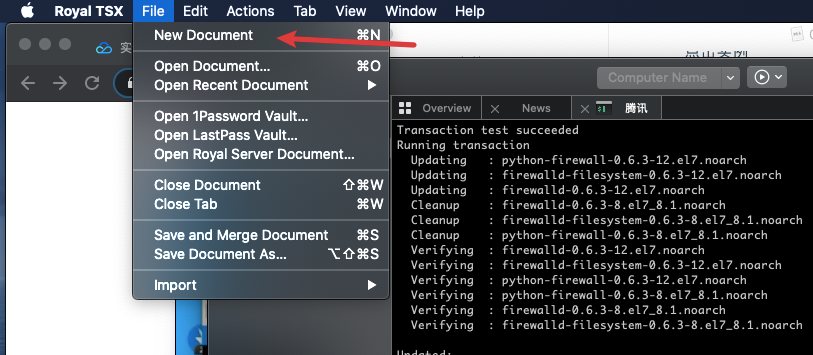 Royal TSX File Edit Actions Tab View Window Help
New Document ⌘N
Open Document... ⌘O
Open Recent Document
Open 1Password Vault...
Open LastPass Vault...
Open Royal Server Document...
Close Document ⇧⌘W
Close Tab ⌘W
Save and Merge Document ⌘S
Save Document As... ⌥⇧⌘S
Import
Computer Name
Overview News 腾讯
Transaction test succeeded
Running transaction
Updating : python-firewall-0.6.3-12.el7.noarch
Updating : firewalld-filesystem-0.6.3-12.el7.noarch
Updating : firewalld-0.6.3-12.el7.noarch
Cleanup : firewalld-0.6.3-8.el7_8.1.noarch
Cleanup : firewalld-filesystem-0.6.3-8.el7_8.1.noarch
Cleanup : python-firewall-0.6.3-8.el7_8.1.noarch
Verifying : firewalld-0.6.3-12.el7.noarch
Verifying : firewalld-filesystem-0.6.3-12.el7.noarch
Verifying : python-firewall-0.6.3-12.el7.noarch
Verifying : python-firewall-0.6.3-8.el7_8.1.noarch
Verifying : firewalld-0.6.3-8.el7_8.1.noarch
Verifying : firewalld-filesystem-0.6.3-8.el7_8.1.noarch
Updated: